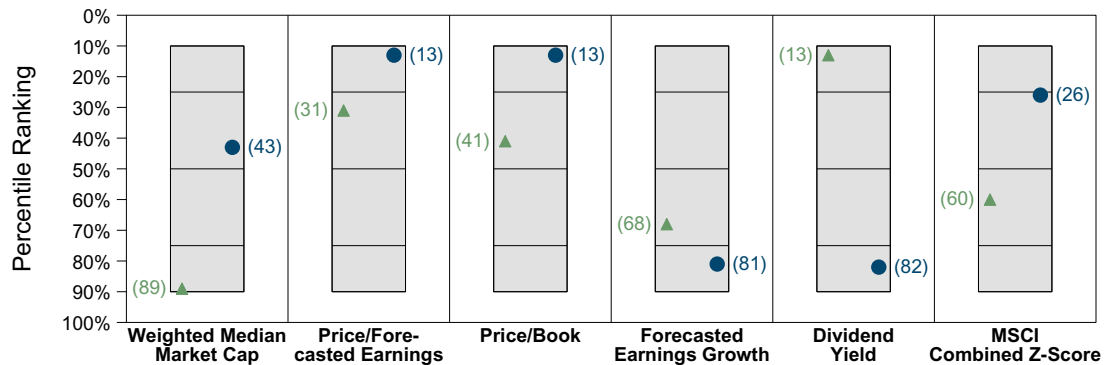 Percentile Ranking
0%
10%
20%
30%
40%
50%
60%
70%
80%
90%
100%
(89)
(43)
(31)
(13)
(41)
(13)
(68)
(81)
(13)
(82)
(60)
(26)
Weighted Median
Market Cap
Price/Fore-
casted Earnings
Price/Book
Forecasted
Earnings Growth
Dividend
Yield
MSCI
Combined Z-Score